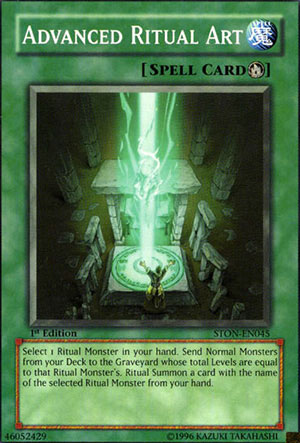 ADVANCED RITUAL ART 魔
[SPELL CARD]
1st Edition STON-EN045
Select 1 Ritual Monster in your hand. Send Normal Monsters
from your Deck to the Graveyard whose total Levels are equal
to that Ritual Monster's. Ritual Summon a card with the name
of the selected Ritual Monster from your hand.
46052429 ©1996 KAZUKI TAKAHASHI